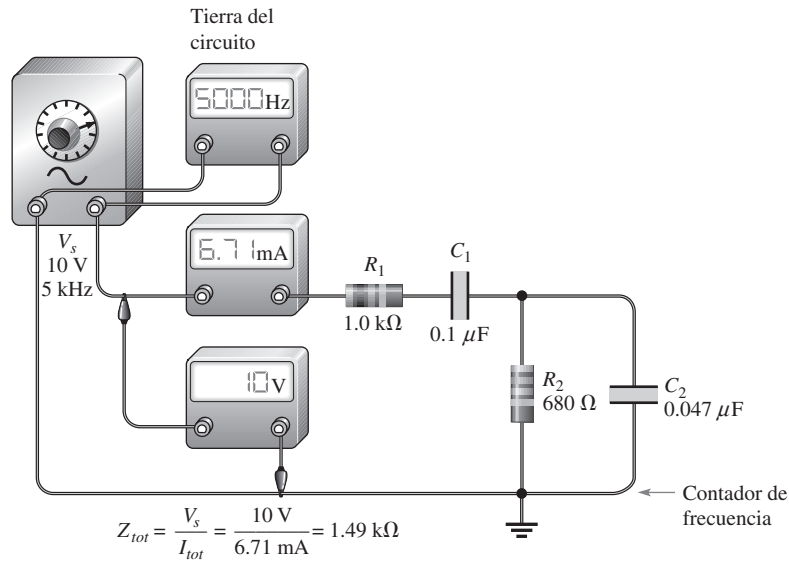 Tierra del
circuito
5000Hz
6.71mA
V_s
10 V
5 kHz
R_1
1.0 kΩ
C_1
0.1 μF
10V
R_2
680 Ω
C_2
0.047 μF
Contador de
frecuencia
Z_tot = V_s / I_tot = 10 V / 6.71 mA = 1.49 kΩ